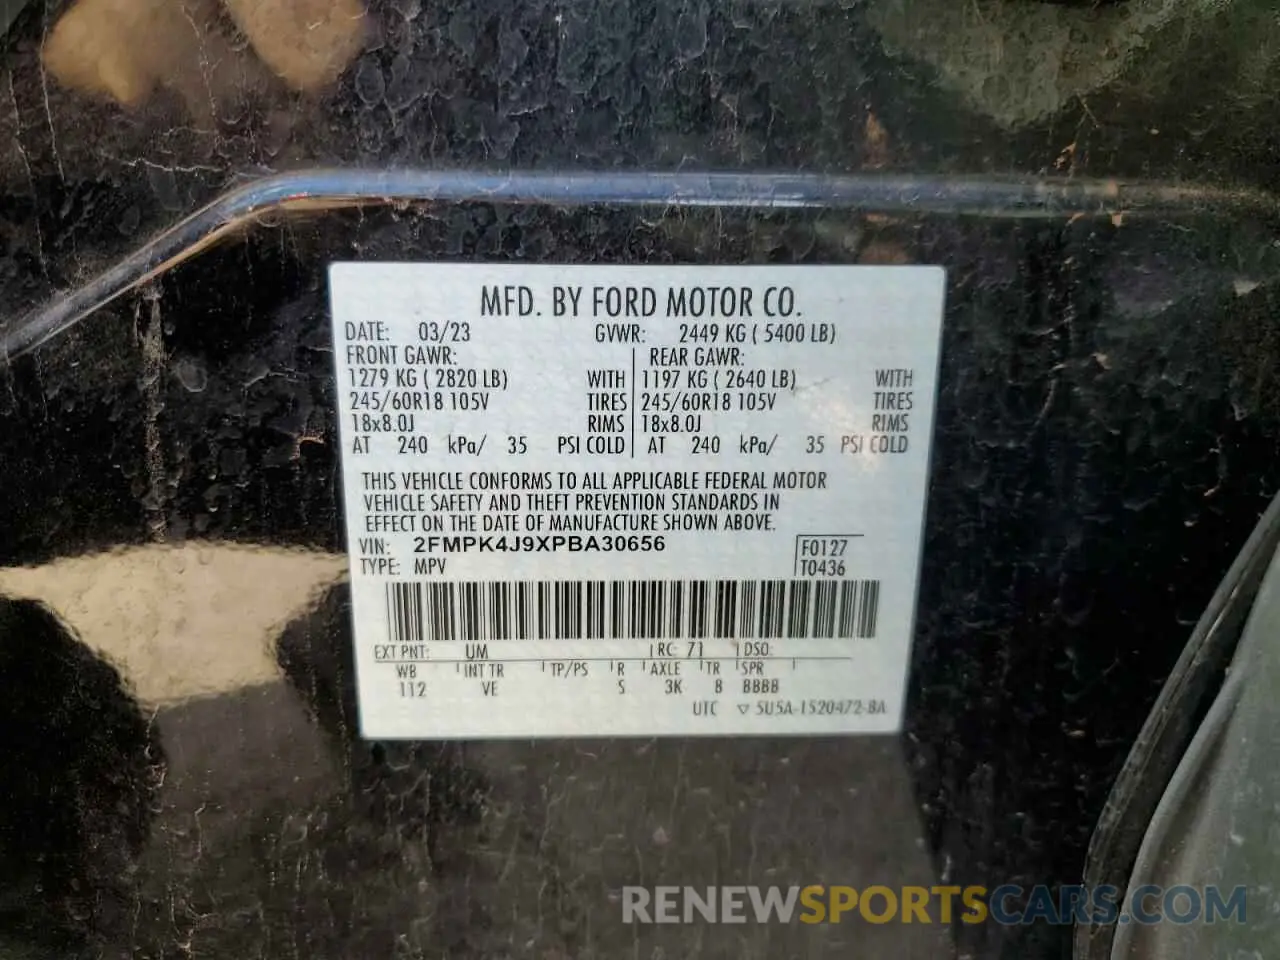 MFD. BY FORD MOTOR CO.
DATE: 03/23 GVWR: 2449 KG ( 5400 LB)
FRONT GAWR: REAR GAWR:
1279 KG ( 2820 LB) WITH 1197 KG ( 2640 LB) WITH
245/60R18 105V TIRES 245/60R18 105V TIRES
18x8.0J RIMS 18x8.0J RIMS
AT 240 kPa/ 35 PSI COLD AT 240 kPa/ 35 PSI COLD
THIS VEHICLE CONFORMS TO ALL APPLICABLE FEDERAL MOTOR
VEHICLE SAFETY AND THEFT PREVENTION STANDARDS IN
EFFECT ON THE DATE OF MANUFACTURE SHOWN ABOVE.
VIN: 2FMPK4J9XPBA30656 F0127
TYPE: MPV T0436
EXT PNT: UM RC: 71 DSO:
WB INT TR TP/PS R AXLE TR SPR
112 VE S 3K 8 BBBB
UTC ▽ 5U5A-1520472-BA
RENEWSPORTSCARS.COM